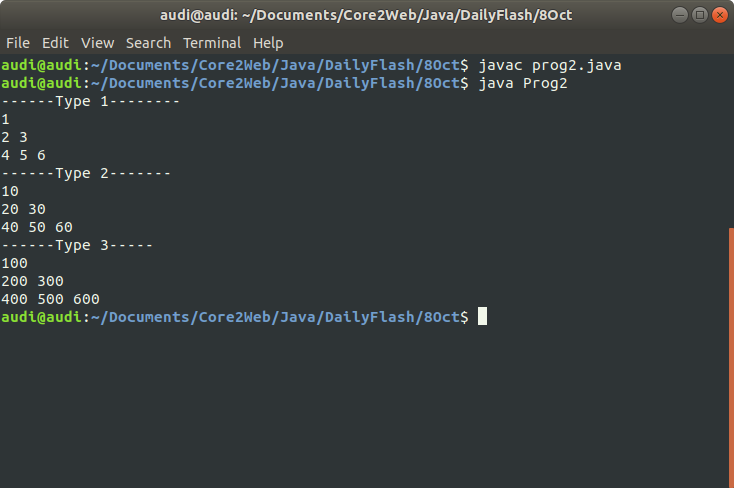 audi@audi: ~/Documents/Core2Web/Java/DailyFlash/8Oct
File Edit View Search Terminal Help
audi@audi:~/Documents/Core2Web/Java/DailyFlash/8Oct$ javac prog2.java
audi@audi:~/Documents/Core2Web/Java/DailyFlash/8Oct$ java Prog2
------Type 1--------
1
2 3
4 5 6
------Type 2-------
10
20 30
40 50 60
------Type 3-----
100
200 300
400 500 600
audi@audi:~/Documents/Core2Web/Java/DailyFlash/8Oct$